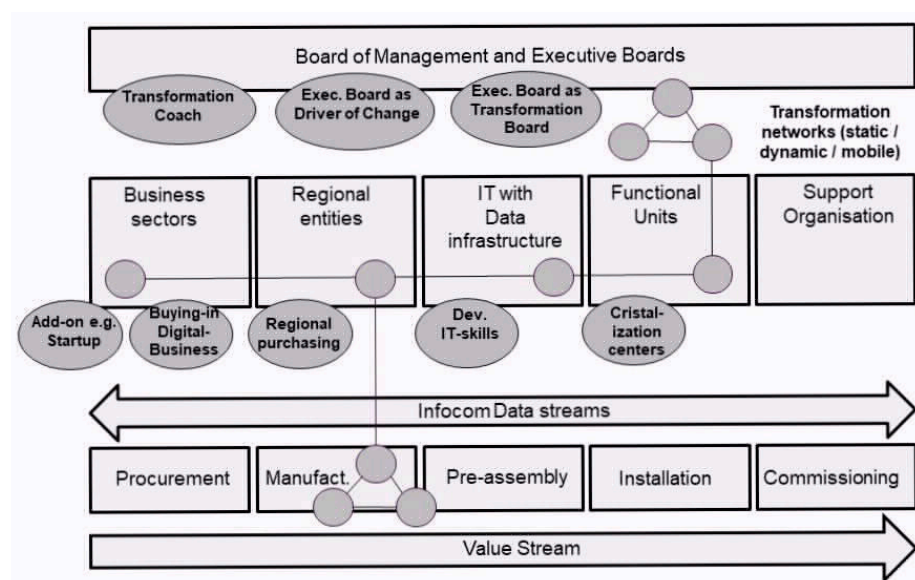 Board of Management and Executive Boards
Transformation
Coach
Exec. Board as
Driver of Change
Exec. Board as
Transformation
Board
Transformation
networks (static /
dynamic / mobile)
Business
sectors
Regional
entities
IT with
Data
infrastructure
Functional
Units
Support
Organisation
Add-on e.g.
Startup
Buying-in
Digital-
Business
Regional
purchasing
Dev.
IT-skills
Cristal-
ization
centers
Infocom Data streams
Procurement
Manufact.
Pre-assembly
Installation
Commissioning
Value Stream